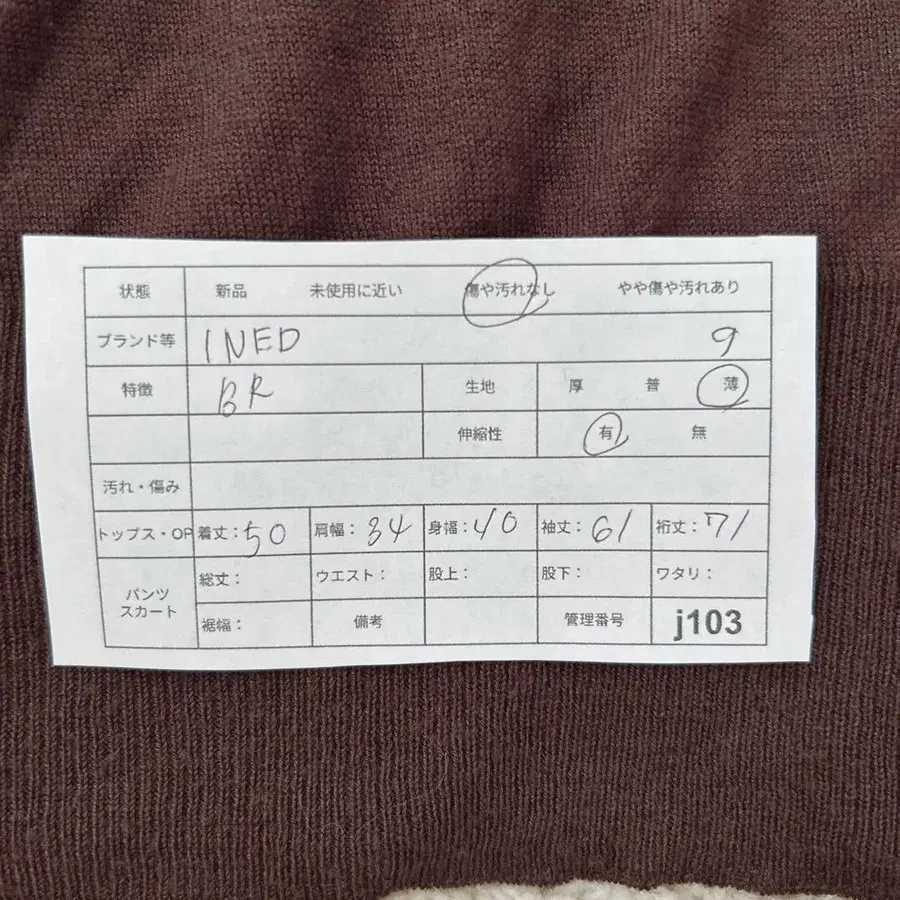 状態 新品 未使用に近い 傷や汚れなし やや傷や汚れあり
ブランド等 INED 9
特徴 BR 生地 厚 普 薄
伸縮性 有 無
汚れ・傷み
トップス・OP 着丈：50 肩幅：34 身幅：40 袖丈：61 裄丈：71
パンツ スカート 総丈： ウエスト： 股上： 股下： ワタリ：
裾幅： 備考 管理番号 j103